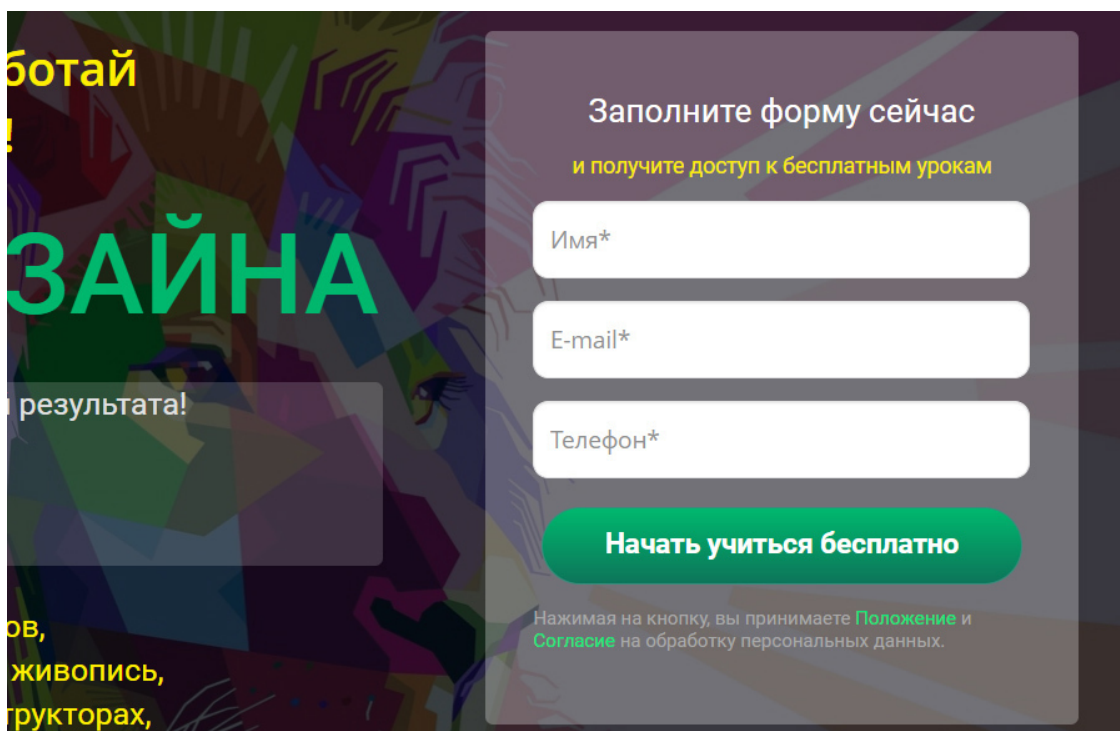 ботай
!
ЗАЙНА
результата!
ов,
живопись,
трукторах,
Заполните форму сейчас
и получите доступ к бесплатным урокам
Имя*
E-mail*
Телефон*
Начать учиться бесплатно
Нажимая на кнопку, вы принимаете Положение и
Согласие на обработку персональных данных.